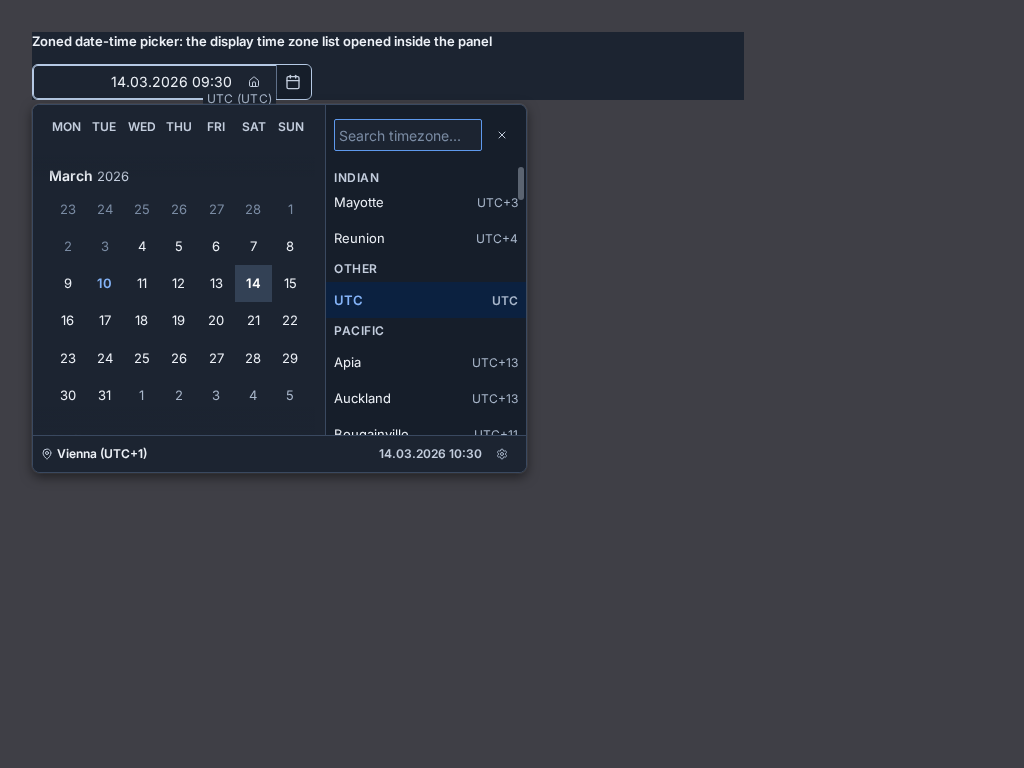 Zoned date-time picker: the display time zone list opened inside the panel
14.03.2026 09:30
UTC (UTC)
MON TUE WED THU FRI SAT SUN
March 2026
23 24 25 26 27 28 1
2 3 4 5 6 7 8
9 10 11 12 13 14 15
16 17 18 19 20 21 22
23 24 25 26 27 28 29
30 31 1 2 3 4 5
Search timezone...
INDIAN
Mayotte UTC+3
Reunion UTC+4
OTHER
UTC UTC
PACIFIC
Apia UTC+13
Auckland UTC+13
Bougainville UTC+11
Vienna (UTC+1) 14.03.2026 10:30